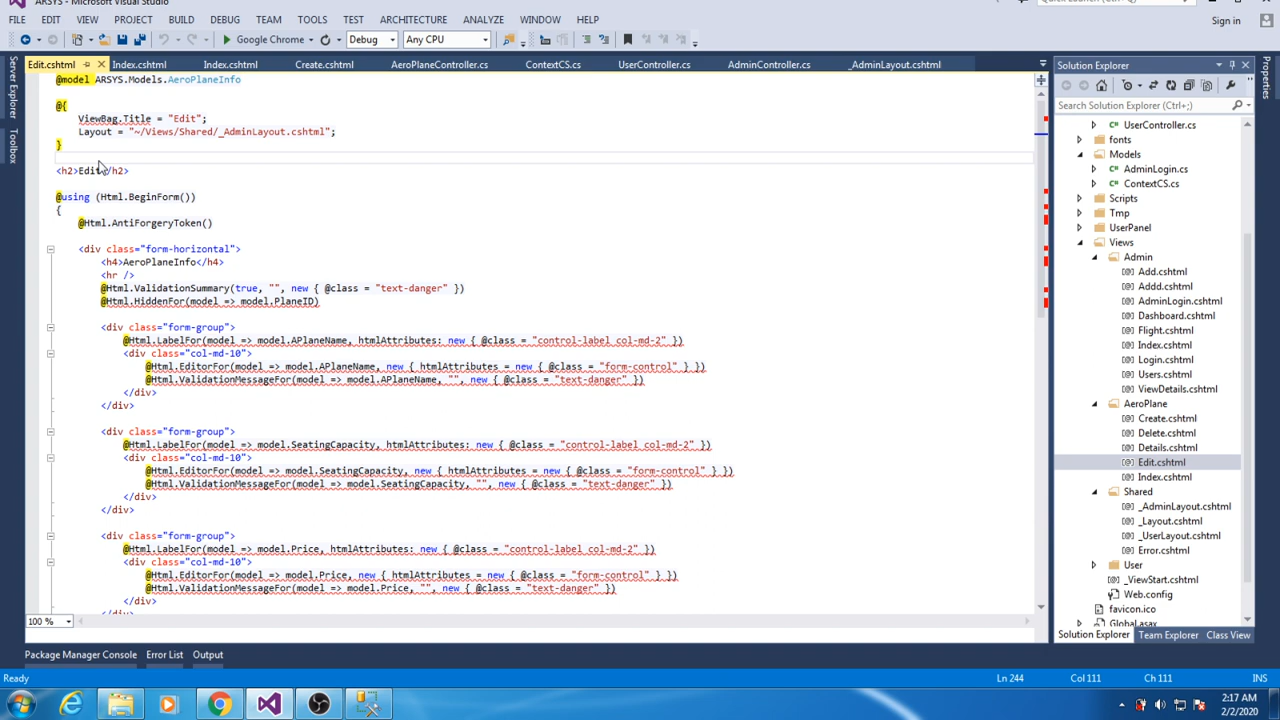 ARSYS - Microsoft Visual Studio
Quick Launch (Ctrl+Q)
FILE EDIT VIEW PROJECT BUILD DEBUG TEAM TOOLS TEST ARCHITECTURE ANALYZE WINDOW HELP
Sign in
Google Chrome Debug Any CPU
Edit.cshtml Index.cshtml Index.cshtml Create.cshtml AeroPlaneController.cs ContextCS.cs UserController.cs AdminController.cs _AdminLayout.cshtml
Server Explorer
Toolbox
@model ARSYS.Models.AeroPlaneInfo
@{
ViewBag.Title = "Edit";
Layout = "~/Views/Shared/_AdminLayout.cshtml";
}
<h2>Edit</h2>
@using (Html.BeginForm())
{
@Html.AntiForgeryToken()
<div class="form-horizontal">
<h4>AeroPlaneInfo</h4>
<hr />
@Html.ValidationSummary(true, "", new { @class = "text-danger" })
@Html.HiddenFor(model => model.PlaneID)
<div class="form-group">
@Html.LabelFor(model => model.APlaneName, htmlAttributes: new { @class = "control-label col-md-2" })
<div class="col-md-10">
@Html.EditorFor(model => model.APlaneName, new { htmlAttributes = new { @class = "form-control" } })
@Html.ValidationMessageFor(model => model.APlaneName, "", new { @class = "text-danger" })
</div>
</div>
<div class="form-group">
@Html.LabelFor(model => model.SeatingCapacity, htmlAttributes: new { @class = "control-label col-md-2" })
<div class="col-md-10">
@Html.EditorFor(model => model.SeatingCapacity, new { htmlAttributes = new { @class = "form-control" } })
@Html.ValidationMessageFor(model => model.SeatingCapacity, "", new { @class = "text-danger" })
</div>
</div>
<div class="form-group">
@Html.LabelFor(model => model.Price, htmlAttributes: new { @class = "control-label col-md-2" })
<div class="col-md-10">
@Html.EditorFor(model => model.Price, new { htmlAttributes = new { @class = "form-control" } })
@Html.ValidationMessageFor(model => model.Price, "", new { @class = "text-danger" })
</div>
</div>
100 %
Solution Explorer
Search Solution Explorer (Ctrl+;)
UserController.cs
fonts
Models
AdminLogin.cs
ContextCS.cs
Scripts
Tmp
UserPanel
Views
Admin
Add.cshtml
Addd.cshtml
AdminLogin.cshtml
Dashboard.cshtml
Flight.cshtml
Index.cshtml
Login.cshtml
Users.cshtml
ViewDetails.cshtml
AeroPlane
Create.cshtml
Delete.cshtml
Details.cshtml
Edit.cshtml
Index.cshtml
Shared
_AdminLayout.cshtml
_Layout.cshtml
_UserLayout.cshtml
Error.cshtml
User
_ViewStart.cshtml
Web.config
favicon.ico
Global.asax
Solution Explorer Team Explorer Class View
Properties
Package Manager Console Error List Output
Ready Ln 244 Col 111 Ch 111 INS
2:17 AM
2/2/2020